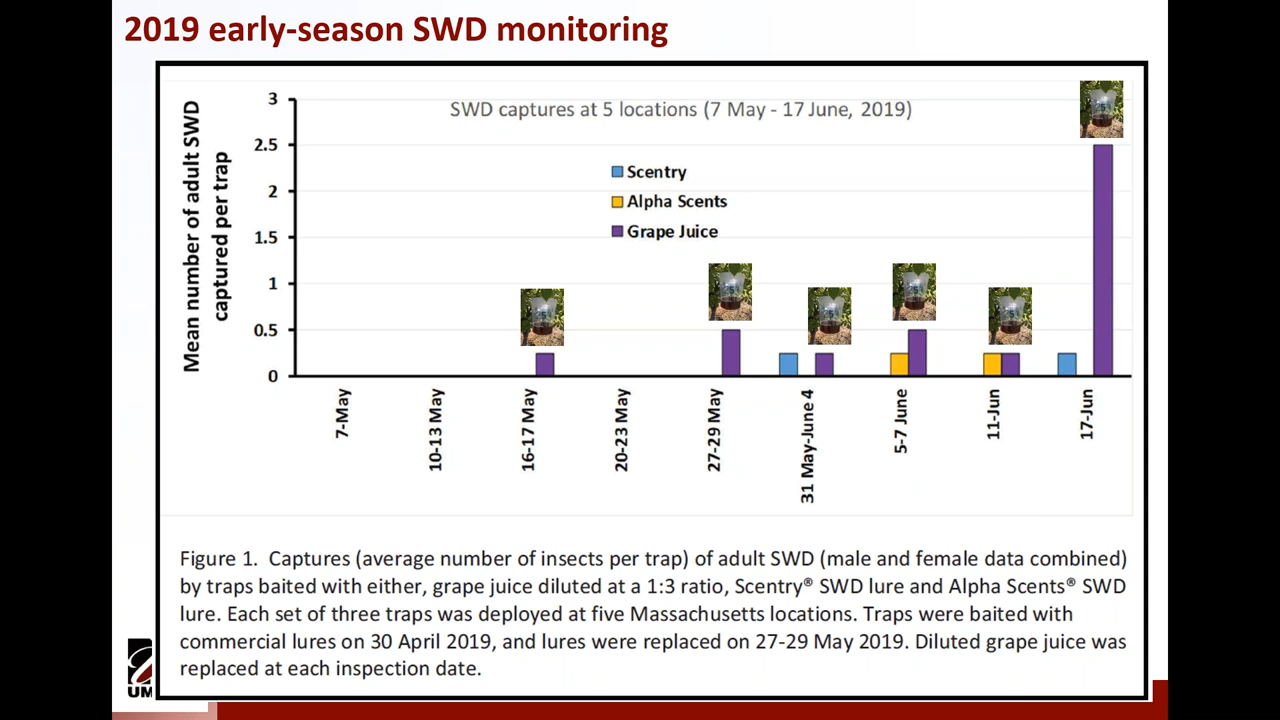 2019 early-season SWD monitoring
SWD captures at 5 locations (7 May - 17 June, 2019)
Mean number of adult SWD
captured per trap
3
2.5
2
1.5
1
0.5
0
Scentry
Alpha Scents
Grape Juice
7-May
10-13 May
16-17 May
20-23 May
27-29 May
31 May-June 4
5-7 June
11-Jun
17-Jun
Figure 1. Captures (average number of insects per trap) of adult SWD (male and female data combined)
by traps baited with either, grape juice diluted at a 1:3 ratio, Scentry® SWD lure and Alpha Scents® SWD
lure. Each set of three traps was deployed at five Massachusetts locations. Traps were baited with
commercial lures on 30 April 2019, and lures were replaced on 27-29 May 2019. Diluted grape juice was
replaced at each inspection date.
UM